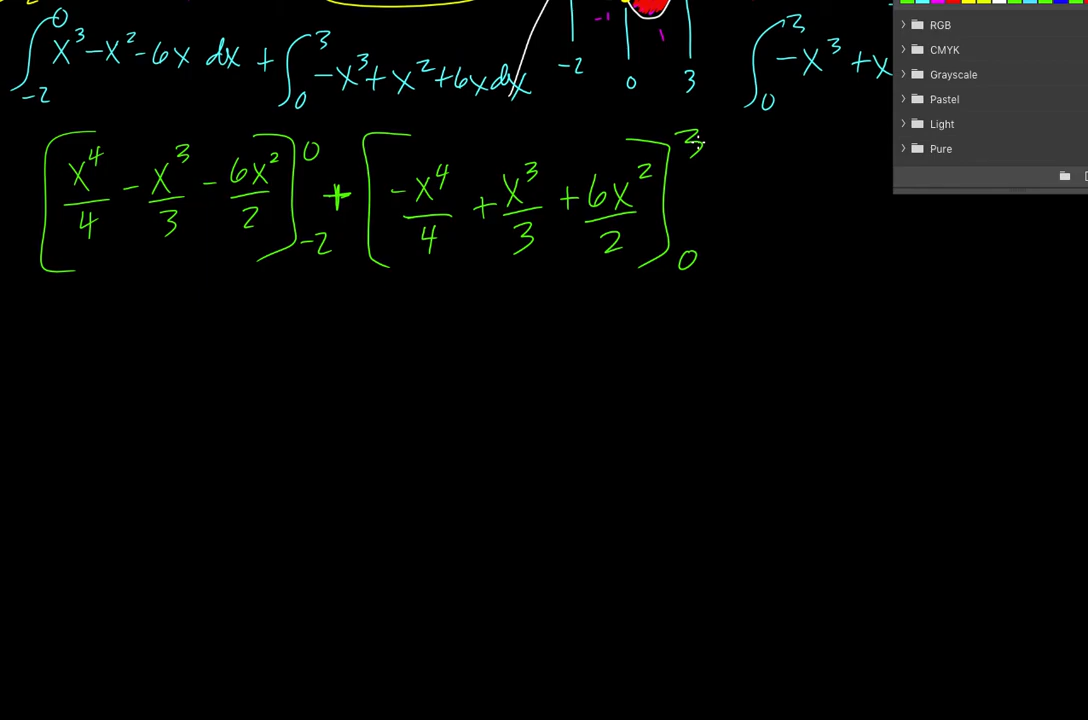 ∫_{-2}^{0} x³ - x² - 6x dx + ∫_{0}^{3} -x³ + x² + 6x dx
-1 1
-2 0 3
∫_{0}^{3} -x³ + x
[x⁴/4 - x³/3 - 6x²/2]_{-2}^{0} + [-x⁴/4 + x³/3 + 6x²/2]_{0}^{3}
RGB
CMYK
Grayscale
Pastel
Light
Pure